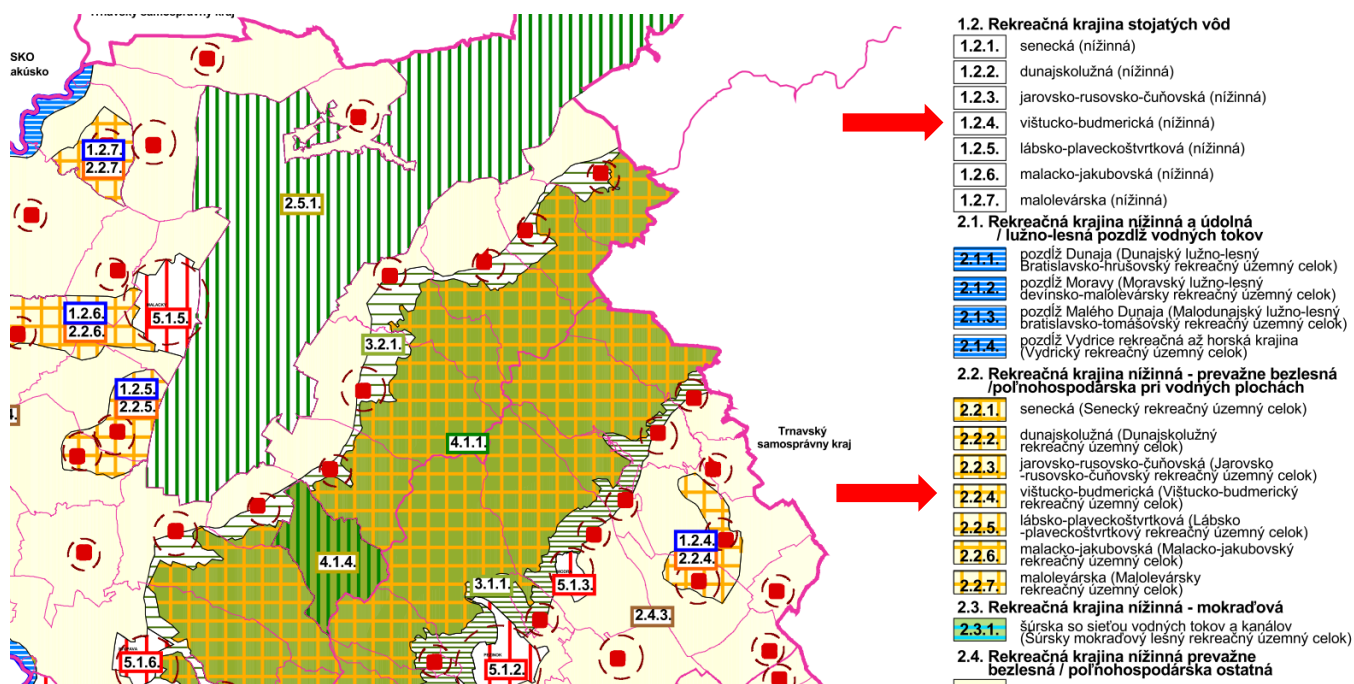 Trnavský samosprávny kraj
SKO
akúsko
1.2.7.
2.2.7.
2.5.1.
1.2.6.
2.2.6.
MALACKY
5.1.5.
3.2.1.
1.2.5.
2.2.5.
4.
4.1.1.
Trnavský
samosprávny kraj
4.1.4.
1.2.4.
2.2.4.
3.1.1.
5.1.3.
2.4.3.
5.1.6.
5.1.2.
1.2. Rekreačná krajina stojatých vôd
1.2.1. senecká (nížinná)
1.2.2. dunajskolužná (nížinná)
1.2.3. jarovsko-rusovsko-čuňovská (nížinná)
1.2.4. vištucko-budmerická (nížinná)
1.2.5. lábsko-plaveckoštvrtková (nížinná)
1.2.6. malacko-jakubovská (nížinná)
1.2.7. malolevárska (nížinná)
2.1. Rekreačná krajina nížinná a údolná
/ lužno-lesná pozdĺž vodných tokov
2.1.1. pozdĺž Dunaja (Dunajský lužno-lesný
Bratislavsko-hrušovský rekreačný územný celok)
2.1.2. pozdĺž Moravy (Moravský lužno-lesný
devínsko-malolevársky rekreačný územný celok)
2.1.3. pozdĺž Malého Dunaja (Malodunajský lužno-lesný
bratislavsko-tomášovský rekreačný územný celok)
2.1.4. pozdĺž Vydrice rekreačná až horská krajina
(Vydrický rekreačný územný celok)
2.2. Rekreačná krajina nížinná - prevažne bezlesná
/poľnohospodárska pri vodných plochách
2.2.1. senecká (Senecký rekreačný územný celok)
2.2.2. dunajskolužná (Dunajskolužný
rekreačný územný celok)
2.2.3. jarovsko-rusovsko-čuňovská (Jarovsko
-rusovsko-čuňovský rekreačný územný celok)
2.2.4. vištucko-budmerická (Vištucko-budmerický
rekreačný územný celok)
2.2.5. lábsko-plaveckoštvrtková (Lábsko
-plaveckoštvrtkový rekreačný územný celok)
2.2.6. malacko-jakubovská (Malacko-jakubovský
rekreačný územný celok)
2.2.7. malolevárska (Malolevársky
rekreačný územný celok)
2.3. Rekreačná krajina nížinná - mokraďová
2.3.1. šúrska so sieťou vodných tokov a kanálov
(Šúrsky mokraďový lesný rekreačný územný celok)
2.4. Rekreačná krajina nížinná prevažne
bezlesná / poľnohospodárska ostatná